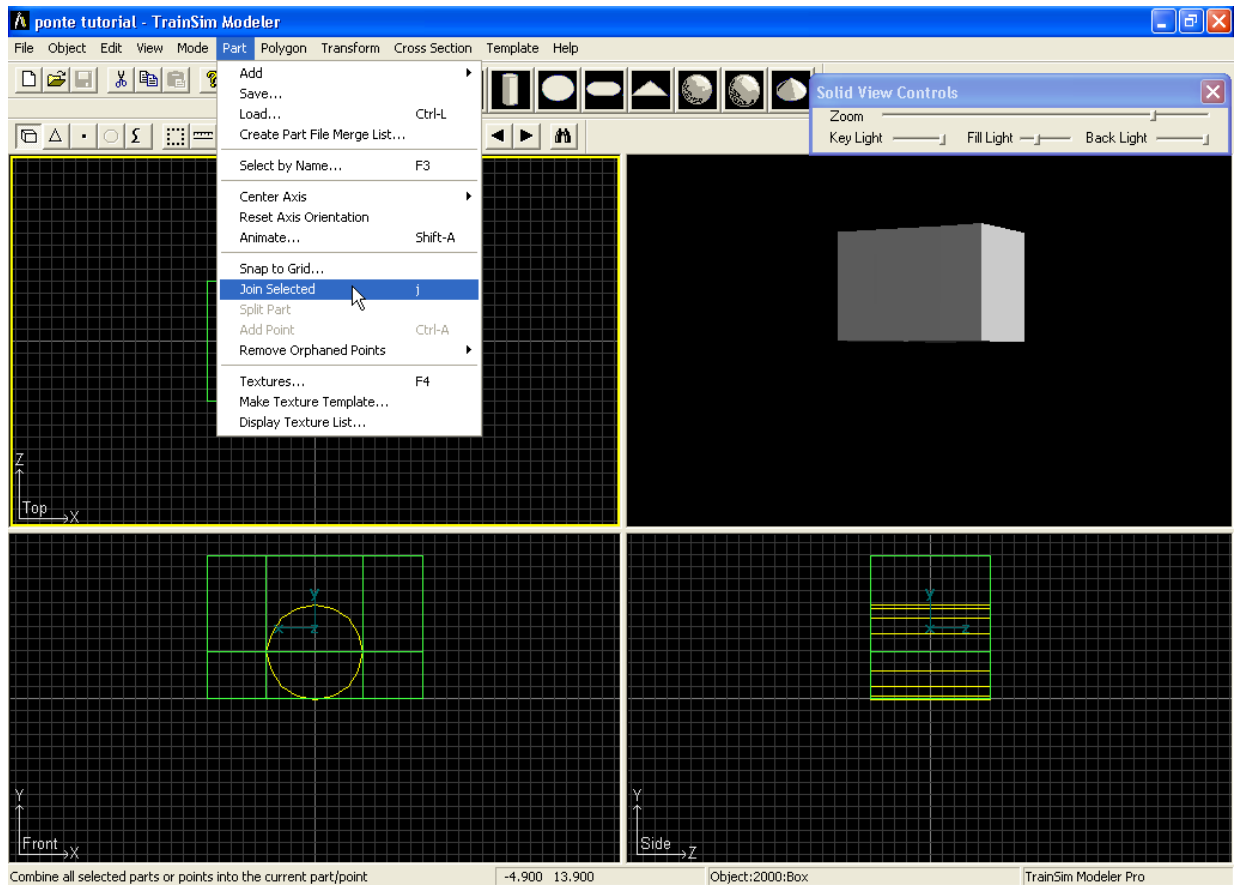 ponte tutorial - TrainSim Modeler
File Object Edit View Mode Part Polygon Transform Cross Section Template Help
Add
Save...
Load... Ctrl-L
Create Part File Merge List...
Select by Name... F3
Center Axis
Reset Axis Orientation
Animate... Shift-A
Snap to Grid...
Join Selected j
Split Part
Add Point Ctrl-A
Remove Orphaned Points
Textures... F4
Make Texture Template...
Display Texture List...
Solid View Controls
Zoom
Key Light Fill Light Back Light
Z
Top X
y
x z
Y
Front X
y
x z
Y
Side Z
Combine all selected parts or points into the current part/point -4.900 13.900 Object:2000:Box TrainSim Modeler Pro